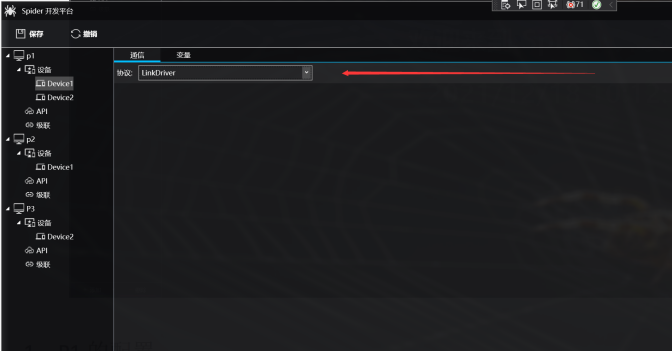 Spider 开发平台
71
保存 撤销
p1
设备
Device1
Device2
API
级联
p2
设备
Device1
API
级联
P3
设备
Device2
API
级联
通信 变量
协议: LinkDriver